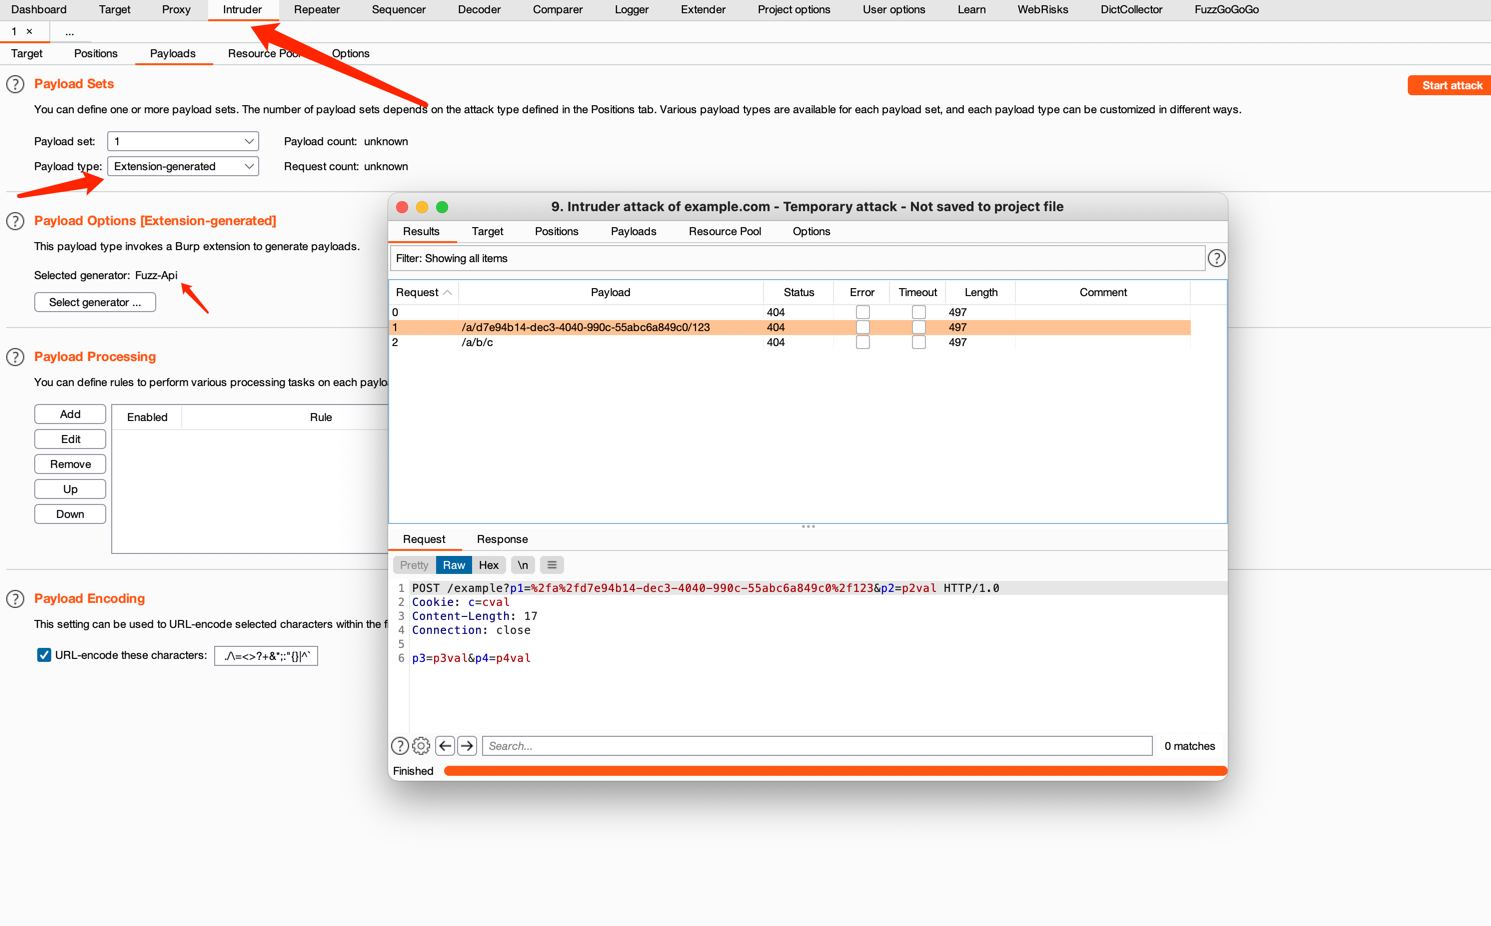 Dashboard Target Proxy Intruder Repeater Sequencer Decoder Comparer Logger Extender Project options User options Learn WebRisks DictCollector FuzzGoGoGo
1 × ...
Target Positions Payloads Resource Pool Options
? Payload Sets
Start attack
You can define one or more payload sets. The number of payload sets depends on the attack type defined in the Positions tab. Various payload types are available for each payload set, and each payload type can be customized in different ways.
Payload set: 1 Payload count: unknown
Payload type: Extension-generated Request count: unknown
? Payload Options [Extension-generated]
This payload type invokes a Burp extension to generate payloads.
Selected generator: Fuzz-Api
Select generator ...
? Payload Processing
You can define rules to perform various processing tasks on each paylo
Add
Edit
Remove
Up
Down
Enabled Rule
? Payload Encoding
This setting can be used to URL-encode selected characters within the f
URL-encode these characters: ./\=<>?+&*;:"{}|^`
9. Intruder attack of example.com - Temporary attack - Not saved to project file
Results Target Positions Payloads Resource Pool Options
Filter: Showing all items ?
Request Payload Status Error Timeout Length Comment
0 404 497
1 /a/d7e94b14-dec3-4040-990c-55abc6a849c0/123 404 497
2 /a/b/c 404 497
Request Response
Pretty Raw Hex \n
1 POST /example?p1=%2fa%2fd7e94b14-dec3-4040-990c-55abc6a849c0%2f123&p2=p2val HTTP/1.0
2 Cookie: c=cval
3 Content-Length: 17
4 Connection: close
5
6 p3=p3val&p4=p4val
? Search... 0 matches
Finished